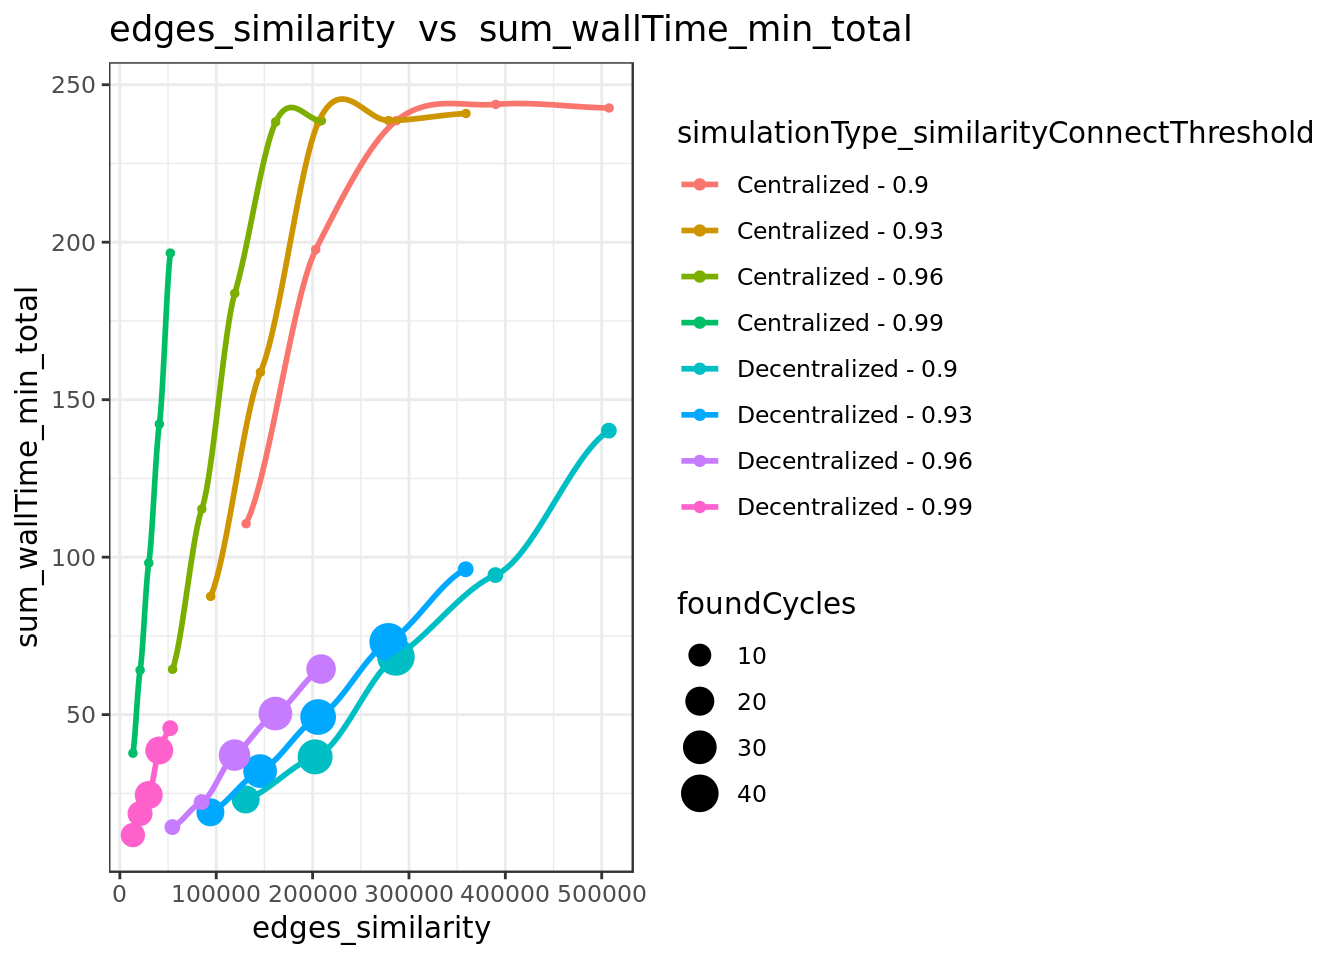 edges_similarity  vs  sum_wallTime_min_total
sum_wallTime_min_total
250
200
150
100
50
0 100000 200000 300000 400000 500000
edges_similarity
simulationType_similarityConnectThreshold
Centralized - 0.9
Centralized - 0.93
Centralized - 0.96
Centralized - 0.99
Decentralized - 0.9
Decentralized - 0.93
Decentralized - 0.96
Decentralized - 0.99
foundCycles
10
20
30
40